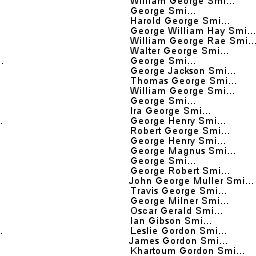 William George Smi...
George Smi...
Harold George Smi...
George William Hay Smi...
William George Rae Smi...
Walter George Smi...
George Smi...
George Jackson Smi...
Thomas George Smi...
William George Smi...
George Smi...
Ira George Smi...
George Henry Smi...
Robert George Smi...
George Henry Smi...
George Magnus Smi...
George Smi...
George Robert Smi...
John George Muller Smi...
Travis George Smi...
George Milner Smi...
Oscar Gerald Smi...
Ian Gibson Smi...
Leslie Gordon Smi...
James Gordon Smi...
Khartoum Gordon Smi...